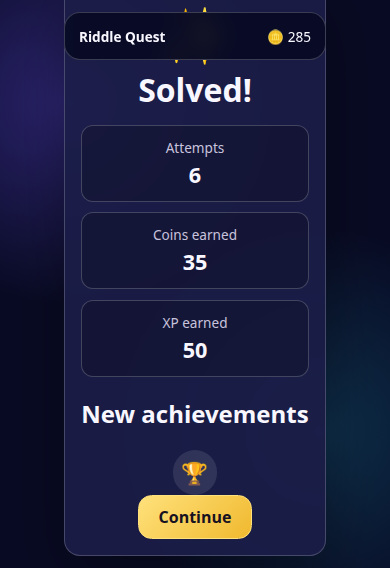 Riddle Quest
285
Solved!
Attempts
6
Coins earned
35
XP earned
50
New achievements
Continue